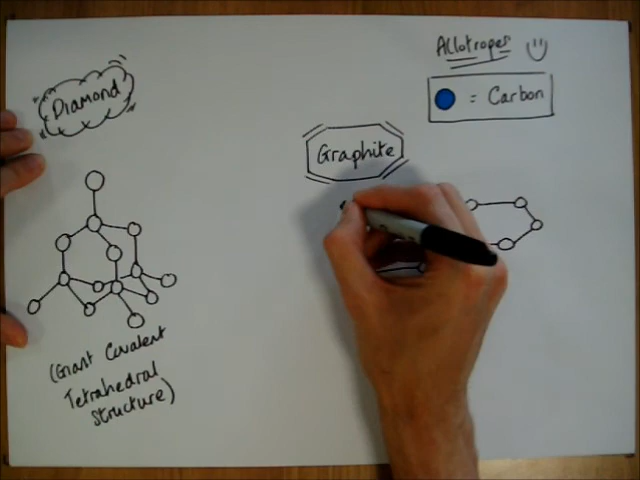 Allotropes
= Carbon
Diamond
Graphite
(Giant Covalent
Tetrahedral
Structure)